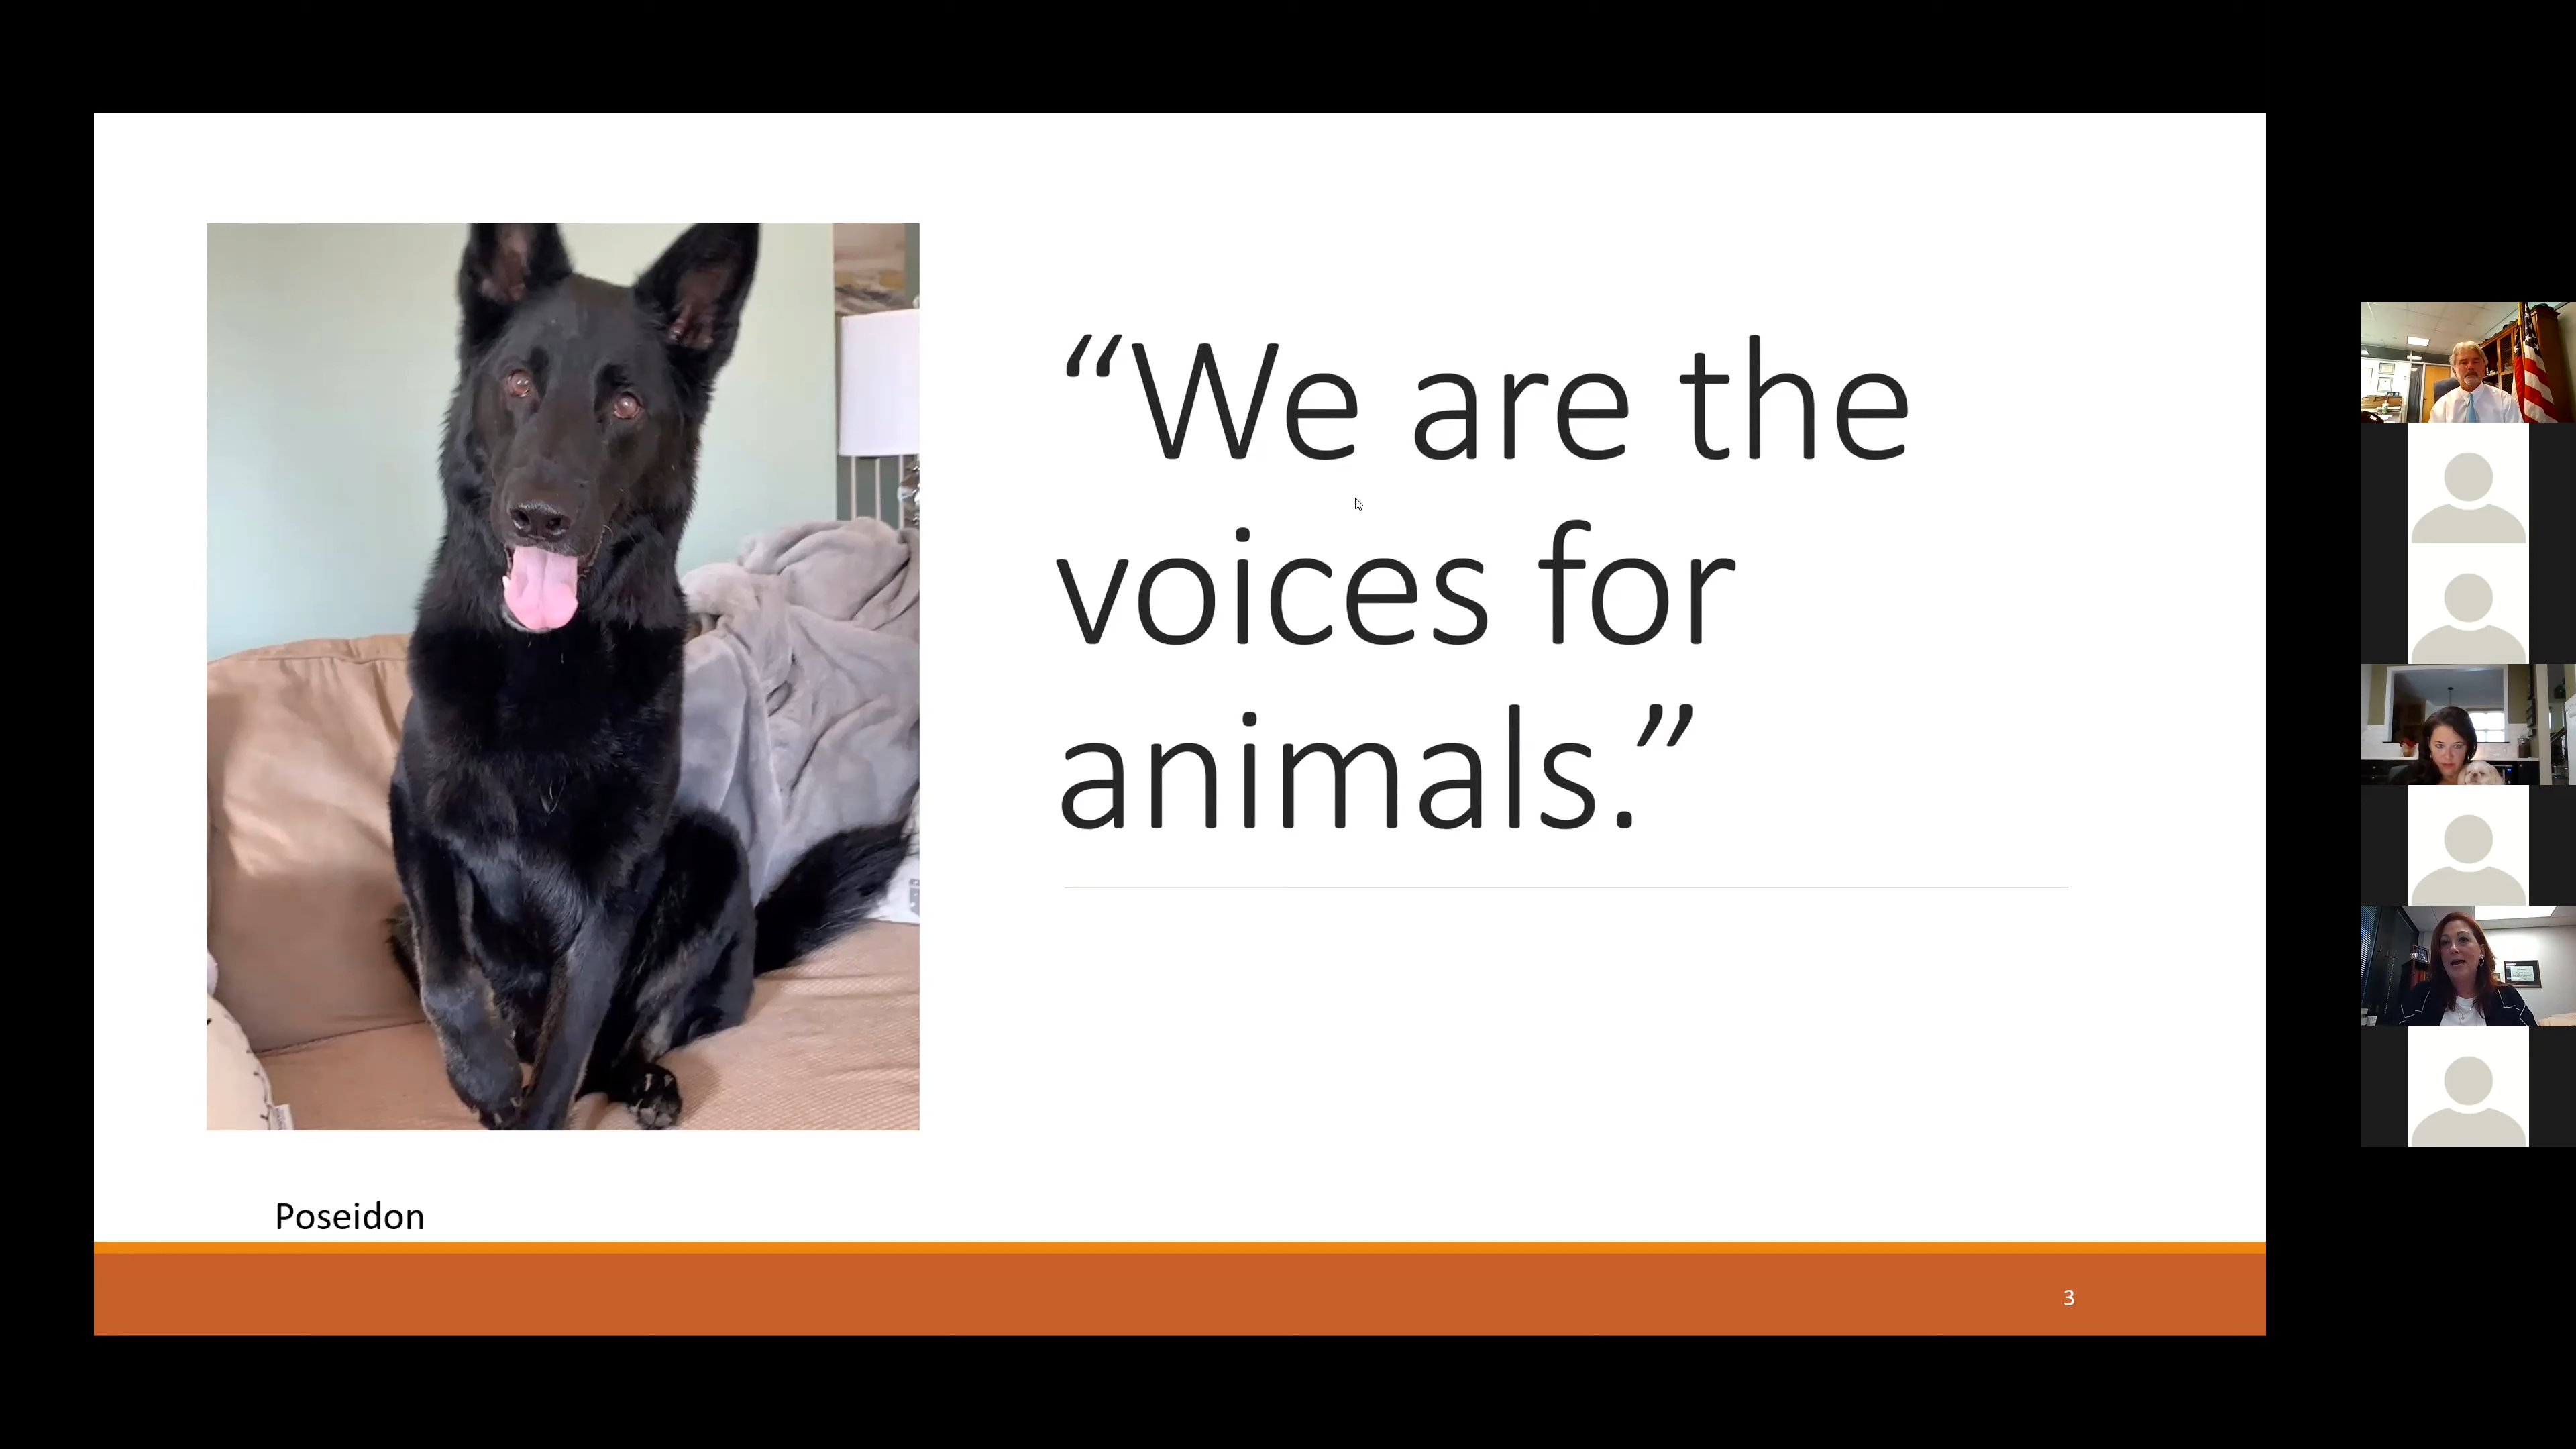 “We are the
voices for
animals.”
Poseidon
3